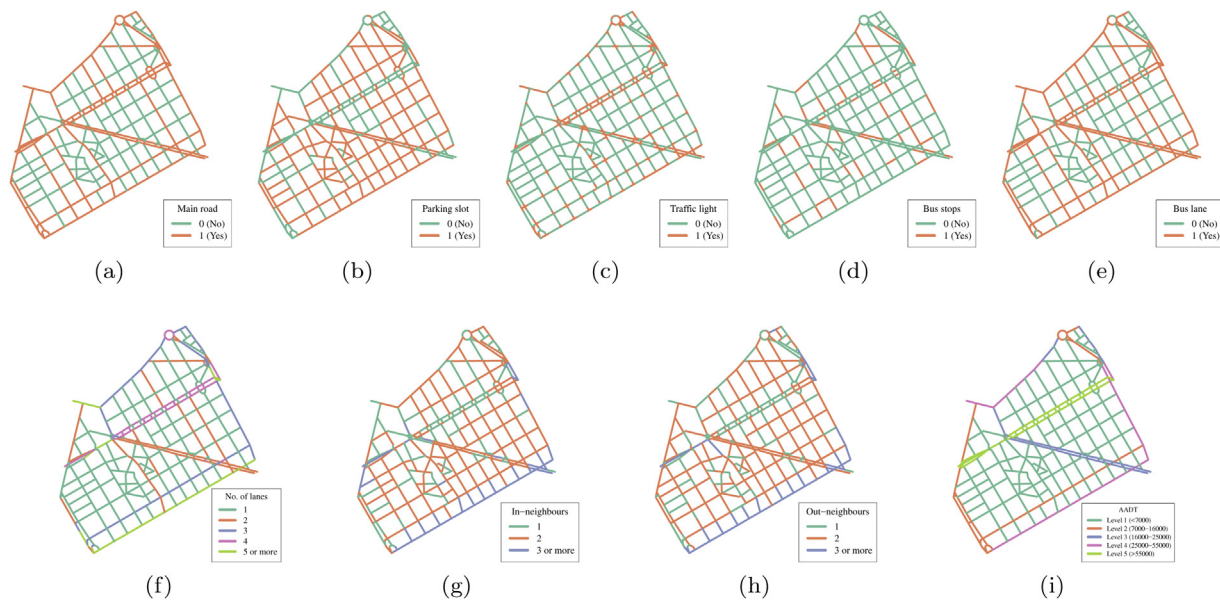 Main road
0 (No)
1 (Yes)
(a)
Parking slot
0 (No)
1 (Yes)
(b)
Traffic light
0 (No)
1 (Yes)
(c)
Bus stops
0 (No)
1 (Yes)
(d)
Bus lane
0 (No)
1 (Yes)
(e)
No. of lanes
1
2
3
4
5 or more
(f)
In−neighbours
1
2
3 or more
(g)
Out−neighbours
1
2
3 or more
(h)
AADT
Level 1 (<7000)
Level 2 (7000−16000)
Level 3 (16000−25000)
Level 4 (25000−55000)
Level 5 (>55000)
(i)